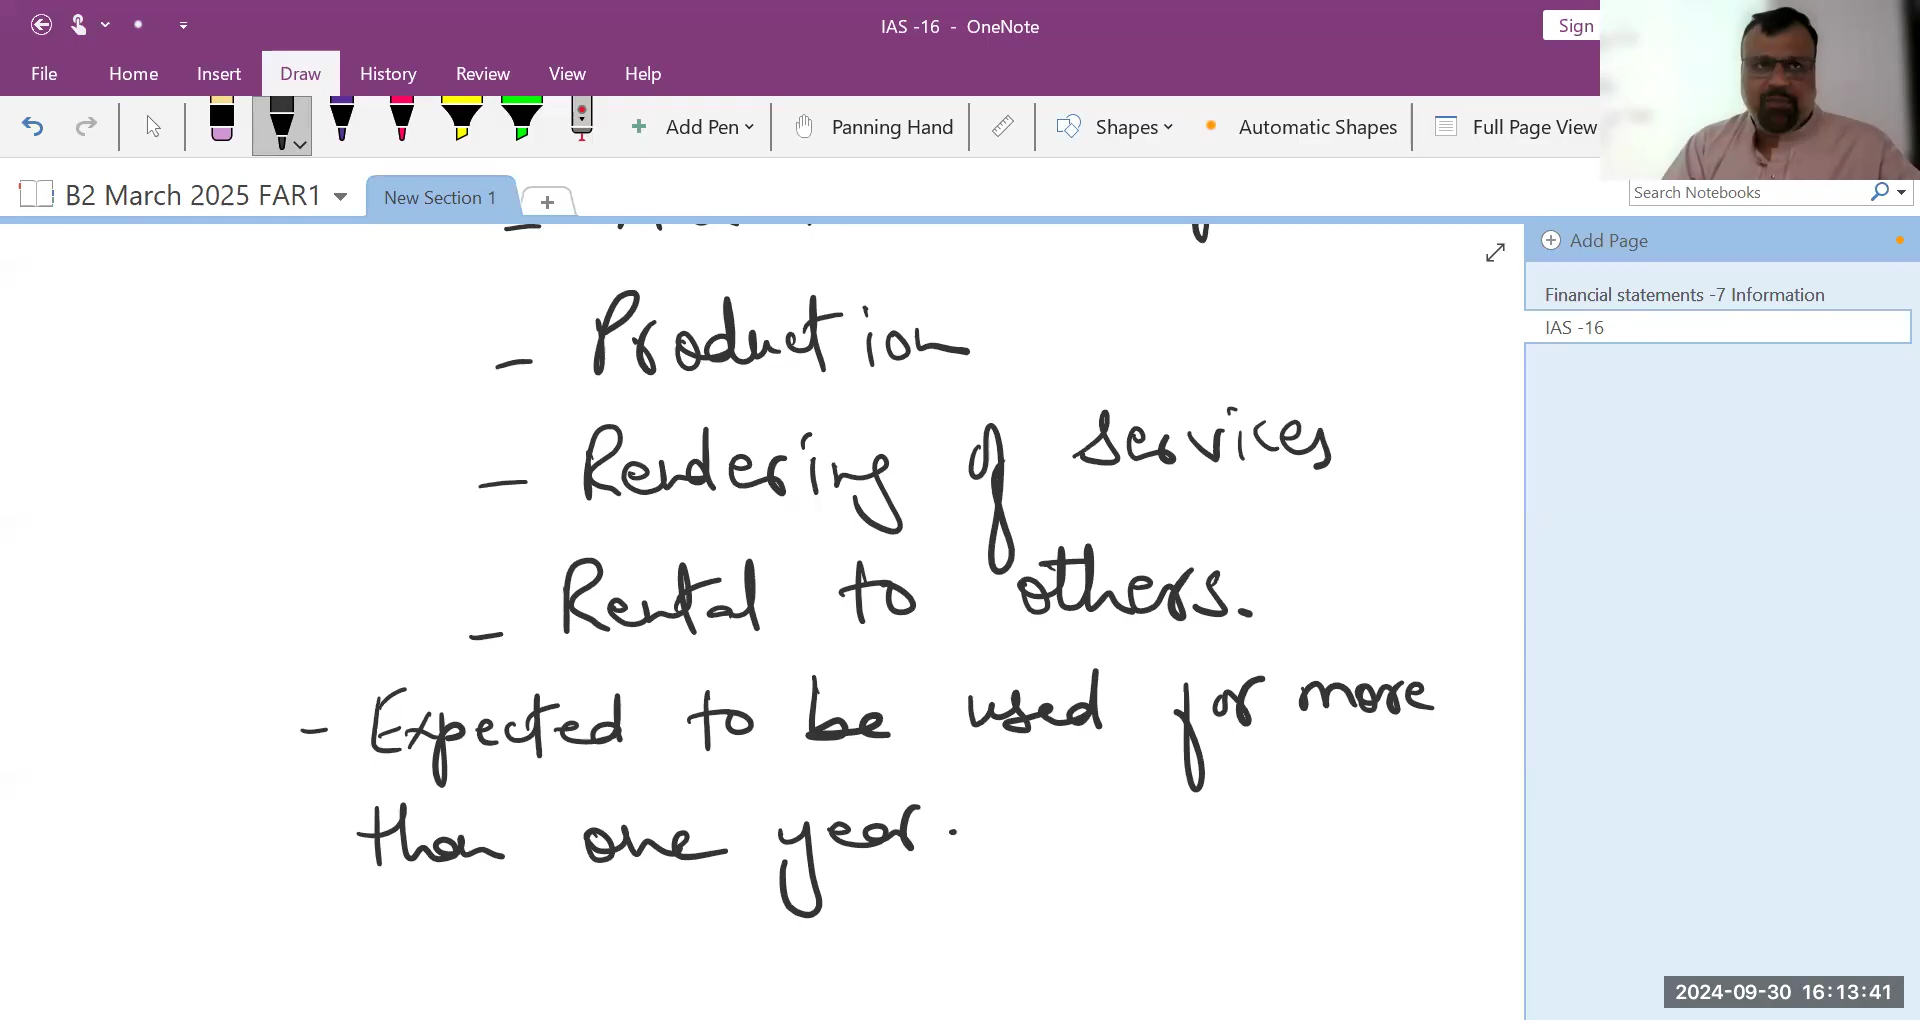 IAS -16 - OneNote
Sign
File Home Insert Draw History Review View Help
Add Pen Panning Hand Shapes Automatic Shapes Full Page View
B2 March 2025 FAR1 New Section 1
Search Notebooks
Add Page
Financial statements -7 Information
IAS -16
- Production
- Rendering of services
- Rental to others.
- Expected to be used for more
than one year.
2024-09-30 16:13:41